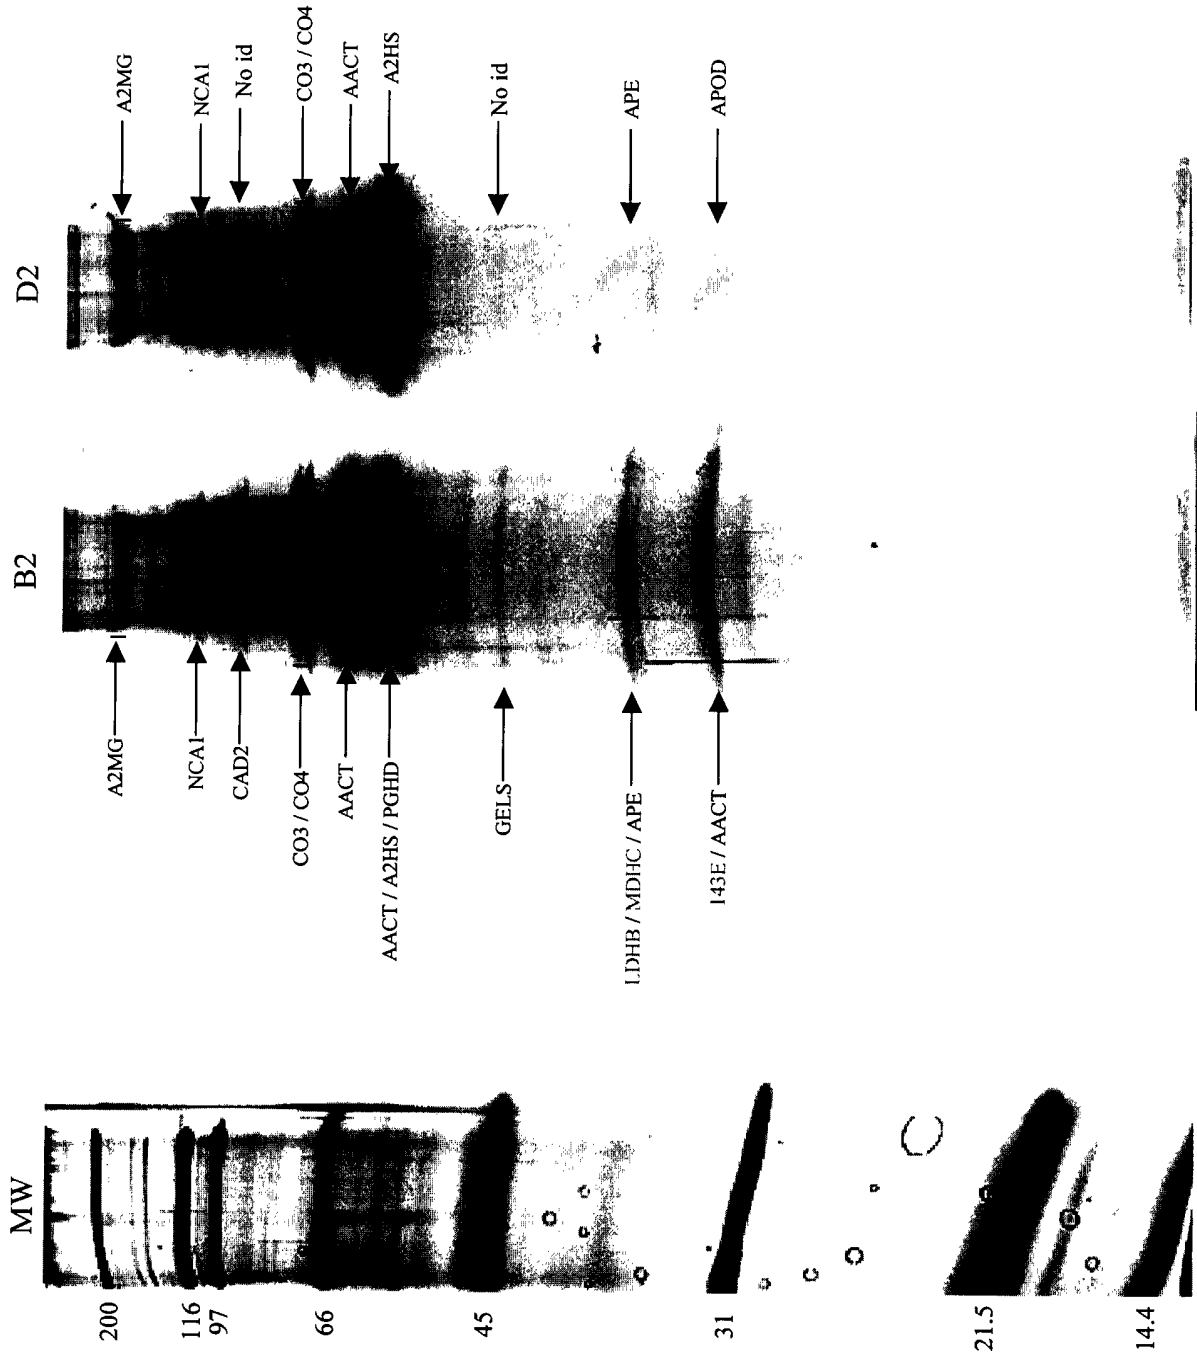 MW
200
116
97
66
45
31
21.5
14.4
B2
A2MG
NCA1
CAD2
CO3 / CO4
AACT
AACT / A2HS / PGHD
GELS
LDHB / MDHC / APE
143E / AACT
D2
A2MG
NCA1
No id
CO3 / CO4
AACT
A2HS
No id
APE
APOD